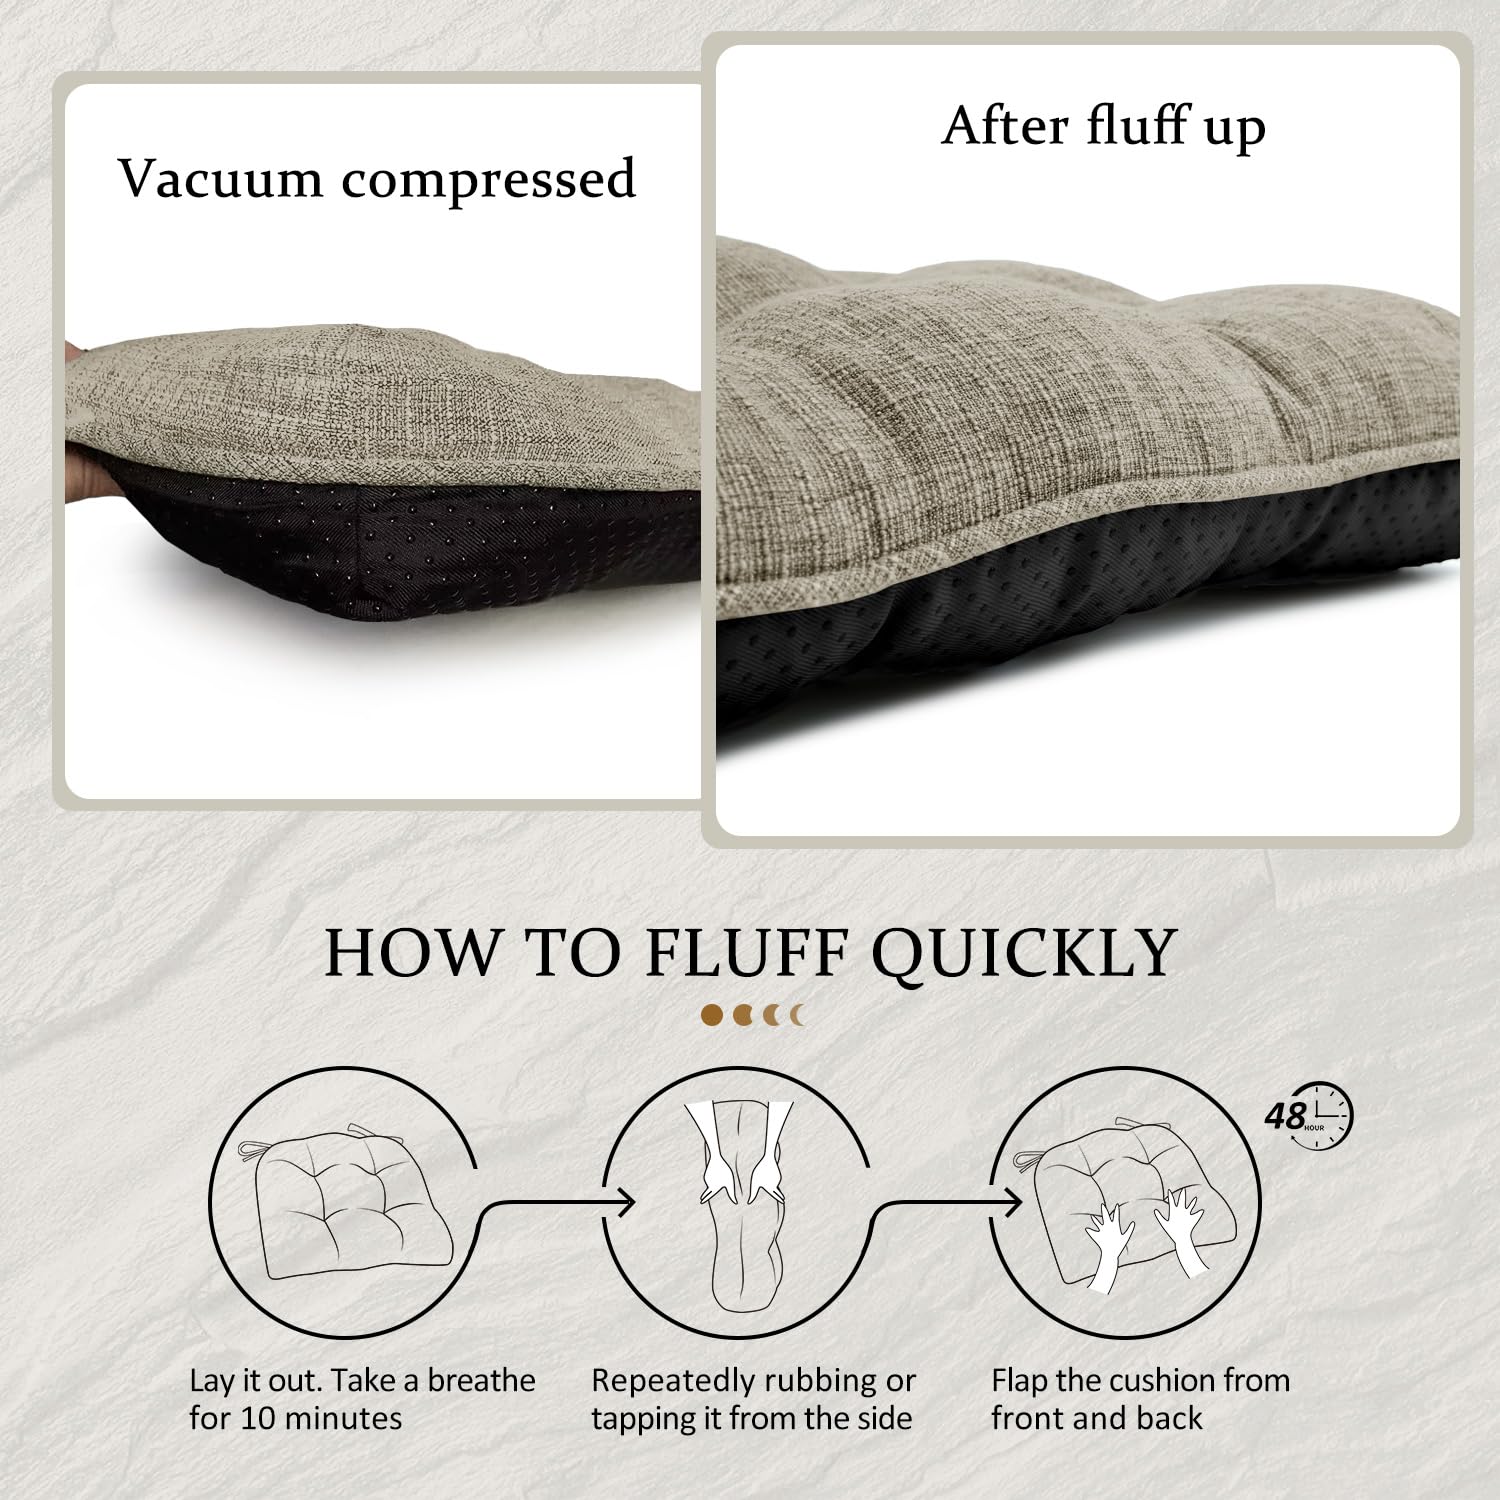 Vacuum compressed
After fluff up
HOW TO FLUFF QUICKLY
48 HOUR
Lay it out. Take a breathe
for 10 minutes
Repeatedly rubbing or
tapping it from the side
Flap the cushion from
front and back